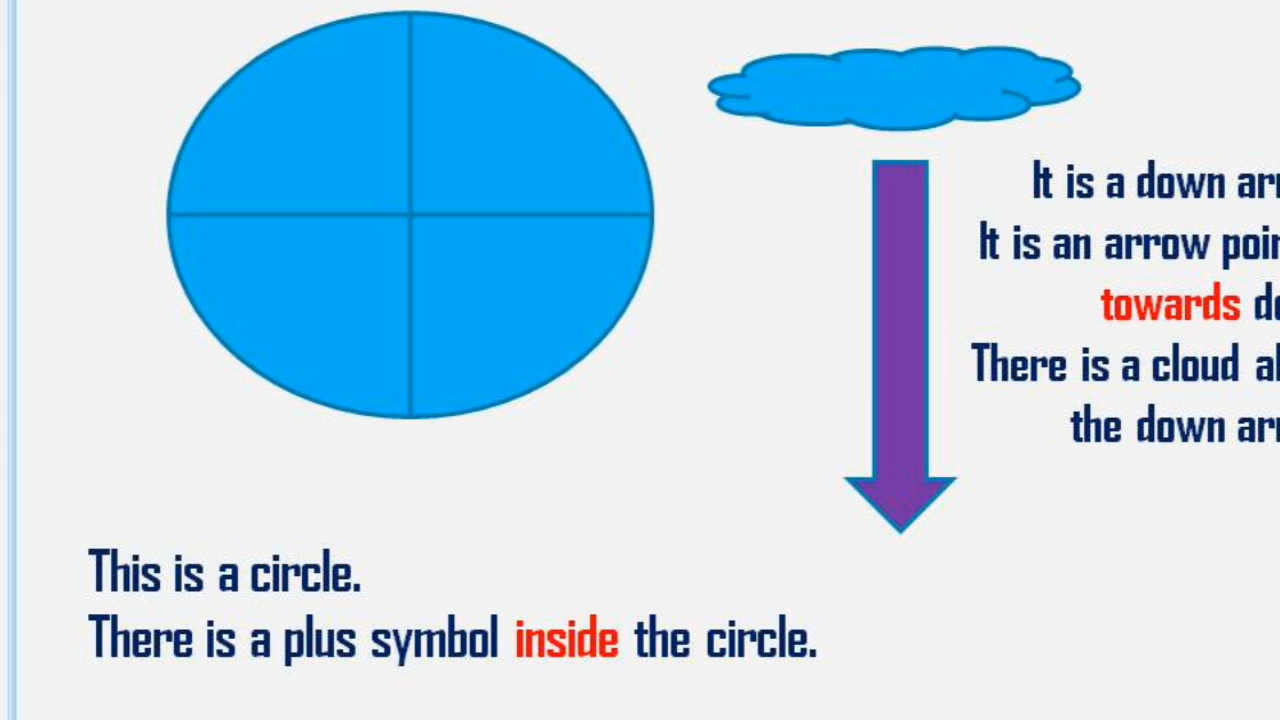 It is a down
It is an arrow
towards
There is a cloud
the down
This is a circle.
There is a plus symbol inside the circle.